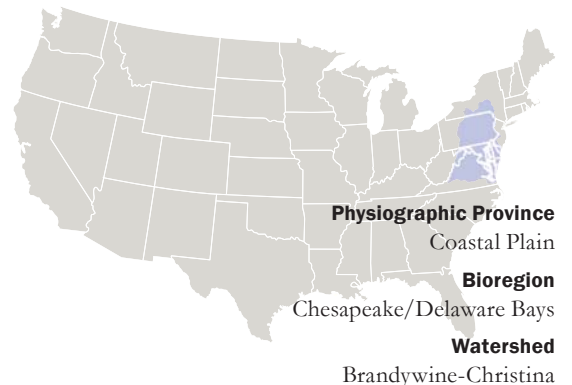 Physiographic Province
Coastal Plain
Bioregion
Chesapeake/Delaware Bays
Watershed
Brandywine-Christina